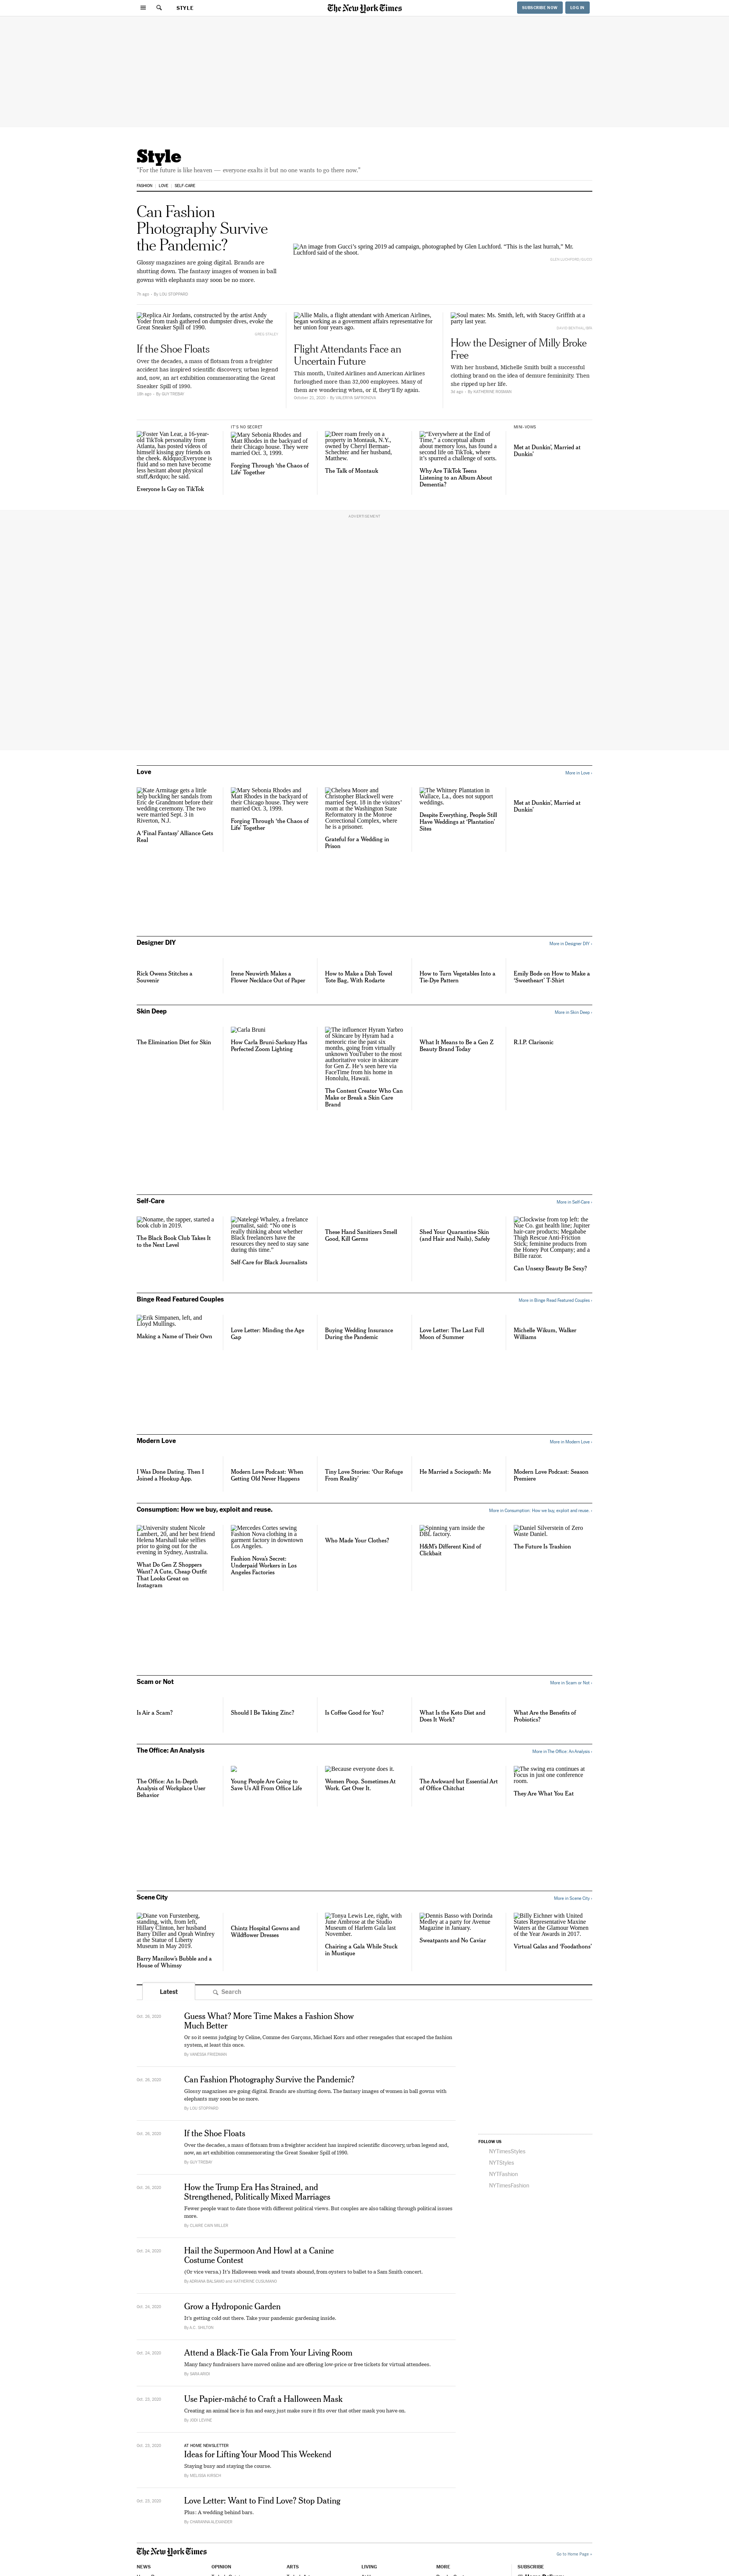 STYLE
The New York Times
SUBSCRIBE NOW
LOG IN
Style
"For the future is like heaven — everyone exalts it but no one wants to go there now."
FASHION
LOVE
SELF-CARE
Can Fashion
Photography Survive
the Pandemic?
Glossy magazines are going digital. Brands are
shutting down. The fantasy images of women in ball
gowns with elephants may soon be no more.
7h ago · By LOU STOPPARD
An image from Gucci's spring 2019 ad campaign, photographed by Glen Luchford. "This is the last hurrah," Mr.
Luchford said of the shoot.
GLEN LUCHFORD/GUCCI
Replica Air Jordans, constructed by the artist Andy
Yoder from trash gathered on dumpster dives, evoke the
Great Sneaker Spill of 1990.
GREG STALEY
If the Shoe Floats
Over the decades, a mass of flotsam from a freighter
accident has inspired scientific discovery, urban legend
and, now, an art exhibition commemorating the Great
Sneaker Spill of 1990.
By GUY TREBAY
Allie Malis, a flight attendant with American Airlines,
began working as a government affairs representative for
her union four years ago.
Flight Attendants Face an
Uncertain Future
This month, United Airlines and American Airlines
furloughed more than 32,000 employees. Many of
them are wondering when, or if, they'll fly again.
October 21, 2020 · By VALERIYA SAFRONOVA
Soul mates: Ms. Smith, left, with Stacey Griffith at a
party last year.
How the Designer of Milly Broke
Free
With her husband, Michelle Smith built a successful
clothing brand on the idea of demure femininity. Then
she ripped up her life.
By KATHERINE ROSMAN
Foster Van Lear, a 16-year-
old TikTok personality from
Atlanta, has posted videos of
himself kissing guy friends on
the cheek. &ldquo;Everyone is
fluid and so men have become
less hesitant about physical
stuff,&rdquo; he said.
Everyone Is Gay on TikTok
IT'S NO SECRET
Mary Sebonia Rhodes and
Matt Rhodes in the backyard of
their Chicago house. They were
married Oct. 3, 1999.
Forging Through 'the Chaos of
Life' Together
Deer roam freely on a
property in Montauk, N.Y.,
owned by Cheryl Berman-
Schechter and her husband,
Matthew.
The Talk of Montauk
"Everywhere at the End of
Time," a conceptual album
about memory loss, has found a
second life on TikTok, where
it's spurred a challenge of sorts.
Why Are TikTok Teens
Listening to an Album About
Dementia?
MINI-VOWS
Met at Dunkin', Married at
Dunkin'
ADVERTISEMENT
Love
More in Love ›
Kate Armitage gets a little
help buckling her sandals from
Eric de Grandmont before their
wedding ceremony. The two
were married Sept. 3 in
Riverton, N.J.
A 'Final Fantasy' Alliance Gets
Real
Mary Sebonia Rhodes and
Matt Rhodes in the backyard of
their Chicago house. They were
married Oct. 3, 1999.
Forging Through 'the Chaos of
Life' Together
Chelsea Moore and
Christopher Blackwell were
married Sept. 18 in the visitors'
room at the Washington State
Reformatory in the Monroe
Correctional Complex, where
he is a prisoner.
Grateful for a Wedding in
Prison
The Whitney Plantation in
Wallace, La., does not support
weddings.
Despite Everything, People Still
Have Weddings at 'Plantation'
Sites
Met at Dunkin', Married at
Dunkin'
Designer DIY
More in Designer DIY ›
Rick Owens Stitches a
Souvenir
Irene Neuwirth Makes a
Flower Necklace Out of Paper
How to Make a Dish Towel
Tote Bag, With Rodarte
How to Turn Vegetables Into a
Tie-Dye Pattern
Emily Bode on How to Make a
'Sweetheart' T-Shirt
Skin Deep
More in Skin Deep ›
The Elimination Diet for Skin
Carla Bruni
How Carla Bruni-Sarkozy Has
Perfected Zoom Lighting
The influencer Hyram Yarbro
of Skincare by Hyram had a
meteoric rise the past six
months, going from virtually
unknown YouTuber to the most
authoritative voice in skincare
for Gen Z. He's seen here via
FaceTime from his home in
Honolulu, Hawaii.
The Content Creator Who Can
Make or Break a Skin Care
Brand
What It Means to Be a Gen Z
Beauty Brand Today
R.I.P. Clarisonic
Self-Care
More in Self-Care ›
Noname, the rapper, started a
book club in 2019.
The Black Book Club Takes It
to the Next Level
Natelegé Whaley, a freelance
journalist, said: "No one is
really thinking about whether
Black freelancers have the
resources they need to stay sane
during this time."
Self-Care for Black Journalists
These Hand Sanitizers Smell
Good, Kill Germs
Shed Your Quarantine Skin
(and Hair and Nails), Safely
Clockwise from top left: the
Nue Co. gut health line; Jupiter
hair-care products; Megababe
Thigh Rescue Anti-Friction
Stick; feminine products from
the Honey Pot Company; and a
Billie razor.
Can Unsexy Beauty Be Sexy?
Binge Read Featured Couples
More in Binge Read Featured Couples ›
Erik Simpanen, left, and
Lloyd Mullings.
Making a Name of Their Own
Love Letter: Minding the Age
Gap
Buying Wedding Insurance
During the Pandemic
Love Letter: The Last Full
Moon of Summer
Michelle Wikum, Walker
Williams
Modern Love
More in Modern Love ›
I Was Done Dating. Then I
Joined a Hookup App.
Modern Love Podcast: When
Getting Old Never Happens
Tiny Love Stories: 'Our Refuge
From Reality'
He Married a Sociopath: Me
Modern Love Podcast: Season
Premiere
Consumption: How we buy, exploit and reuse.
More in Consumption: How we buy, exploit and reuse. ›
University student Nicole
Lambert, 20, and her best friend
Helena Marshall take selfies
prior to going out for the
evening in Sydney, Australia.
What Do Gen Z Shoppers
Want? A Cute, Cheap Outfit
That Looks Great on
Instagram
Mercedes Cortes sewing
Fashion Nova clothing in a
garment factory in downtown
Los Angeles.
Fashion Nova's Secret:
Underpaid Workers in Los
Angeles Factories
Who Made Your Clothes?
Spinning yarn inside the
DBL factory.
H&M's Different Kind of
Clickbait
Daniel Silverstein of Zero
Waste Daniel.
The Future Is Trashion
Scam or Not
More in Scam or Not ›
Is Air a Scam?
Should I Be Taking Zinc?
Is Coffee Good for You?
What Is the Keto Diet and
Does It Work?
What Are the Benefits of
Probiotics?
The Office: An Analysis
More in The Office: An Analysis ›
The Office: An In-Depth
Analysis of Workplace User
Behavior
Young People Are Going to
Save Us All From Office Life
Because everyone does it.
Women Poop. Sometimes At
Work. Get Over It.
The Awkward but Essential Art
of Office Chitchat
The swing era continues at
Focus in just one conference
room.
They Are What You Eat
Scene City
More in Scene City ›
Diane von Furstenberg,
standing, with, from left,
Hillary Clinton, her husband
Barry Diller and Oprah Winfrey
at the Statue of Liberty
Museum in May 2019.
Barry Manilow's Bubble and a
House of Whimsy
Chintz Hospital Gowns and
Wildflower Dresses
Tonya Lewis Lee, right, with
June Ambrose at the Studio
Museum of Harlem Gala last
November.
Chairing a Gala While Stuck
in Mustique
Dennis Basso with Dorinda
Medley at a party for Avenue
Magazine in January.
Sweatpants and No Caviar
Billy Eichner with United
States Representative Maxine
Waters at the Glamour Women
of the Year Awards in 2017.
Virtual Galas and 'Foodathons'
Latest
Search
Oct. 26, 2020
Guess What? More Time Makes a Fashion Show
Much Better
Or so it seems judging by Celine, Comme des Garçons, Michael Kors and other renegades that escaped the fashion
system, at least this once.
By VANESSA FRIEDMAN
Oct. 26, 2020
Can Fashion Photography Survive the Pandemic?
Glossy magazines are going digital. Brands are shutting down. The fantasy images of women in ball gowns with
elephants may soon be no more.
By LOU STOPPARD
If the Shoe Floats
Over the decades, a mass of flotsam from a freighter accident has inspired scientific discovery, urban legend and,
now, an art exhibition commemorating the Great Sneaker Spill of 1990.
By GUY TREBAY
How the Trump Era Has Strained, and
Strengthened, Politically Mixed Marriages
Fewer people want to date those with different political views. But couples are also talking through political issues
more.
By CLAIRE CAIN MILLER
Hail the Supermoon And Howl at a Canine
Costume Contest
(Or vice versa.) It's Halloween week and treats abound, from oysters to ballet to a Sam Smith concert.
By ADRIANA BALSAMO and KATHERINE CUSUMANO
Grow a Hydroponic Garden
It's getting cold out there. Take your pandemic gardening inside.
By A.C. SHILTON
Attend a Black-Tie Gala From Your Living Room
Many fancy fundraisers have moved online and are offering low-price or free tickets for virtual attendees.
By SARA ARIDI
Use Papier-mâché to Craft a Halloween Mask
Creating an animal face is fun and easy, just make sure it fits over that other mask you have on.
By JODI LEVINE
AT HOME NEWSLETTER
Ideas for Lifting Your Mood This Weekend
Staying busy and staying the course.
By MELISSA KIRSCH
Love Letter: Want to Find Love? Stop Dating
Plus: A wedding behind bars.
By CHARANNA ALEXANDER
FOLLOW US
NYTimesStyles
NYTStyles
NYTFashion
NYTimesFashion
The New York Times
Go to Home Page »
NEWS
OPINION
ARTS
LIVING
MORE
SUBSCRIBE